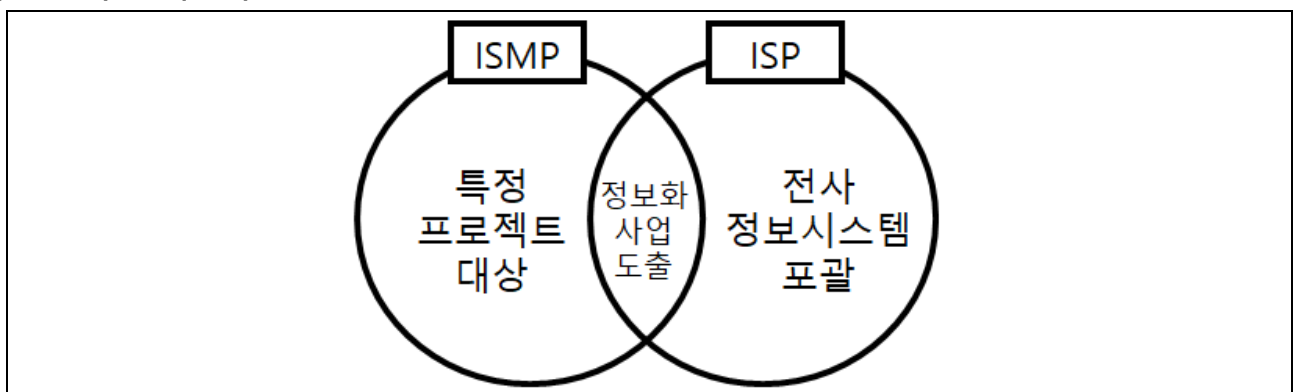 ISMP
ISP
특정
프로젝트
대상
정보화
사업
도출
전사
정보시스템
포괄